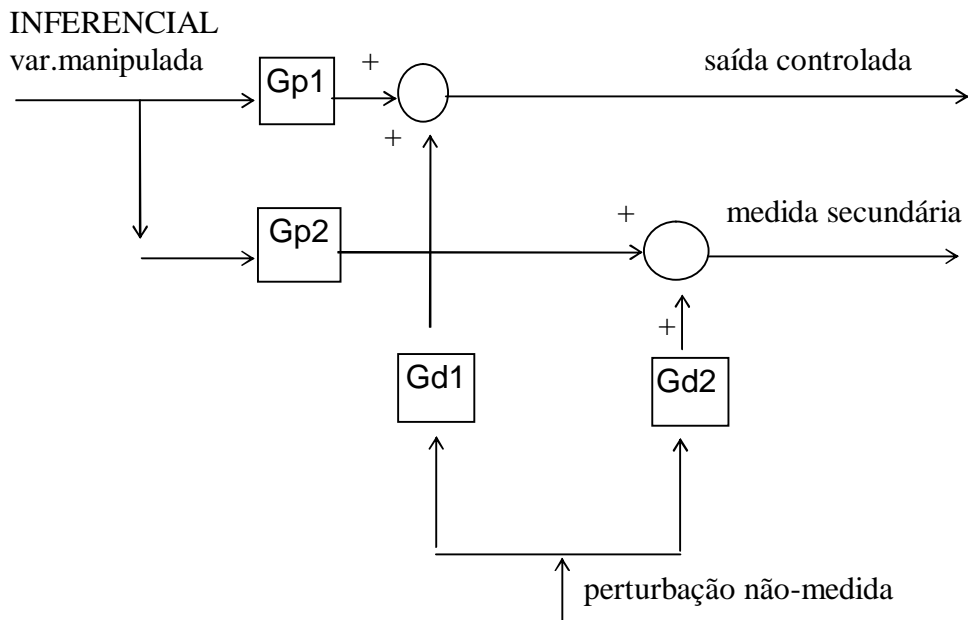 INFERENCIAL
var.manipulada
saída controlada
Gp1
+
+
Gp2
+
medida secundária
Gd1
Gd2
+
perturbação não-medida